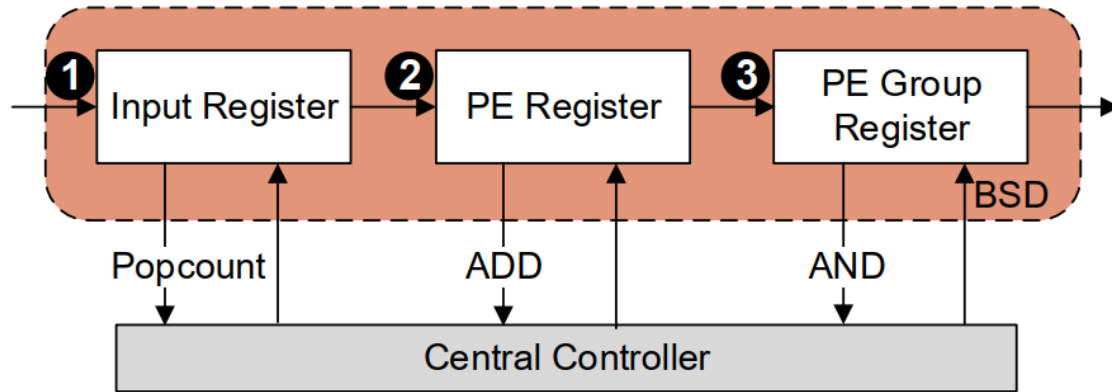 1
2
3
Input Register
PE Register
PE Group
Register
BSD
Popcount
ADD
AND
Central Controller